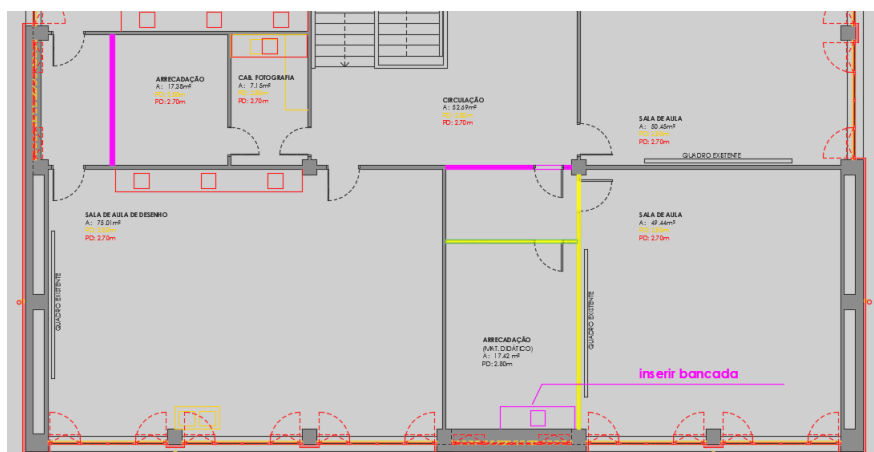 ARRECADAÇÃO
A: 17.38m²
PD: 2.70m
CAB. FOTOGRAFIA
A: 7.15m²
PD: 2.70m
CIRCULAÇÃO
A: 52.69m²
PD: 2.70m
SALA DE AULA
A: 50.45m²
PD: 2.70m
QUADRO EXISTENTE
SALA DE AULA DE DESENHO
A: 75.01m²
PD: 2.70m
SALA DE AULA
A: 49.44m²
PD: 2.70m
QUADRO EXISTENTE
QUADRO EXISTENTE
ARRECADAÇÃO
(MAT. DIDÁTICO)
A: 17.42 m²
PD: 2.80m
inserir bancada